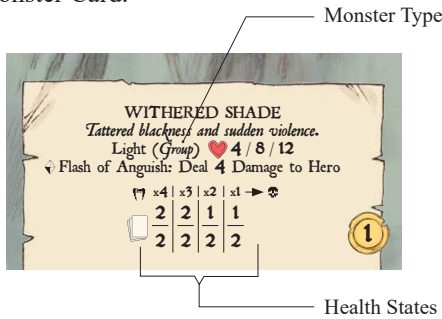 onster Card.
Monster Type
WITHERED SHADE
Tattered blackness and sudden violence.
Light (Group) 4 / 8 / 12
Flash of Anguish: Deal 4 Damage to Hero
x4 | x3 | x2 | x1
2 | 2 | 1 | 1
2 | 2 | 2 | 2
1
Health States